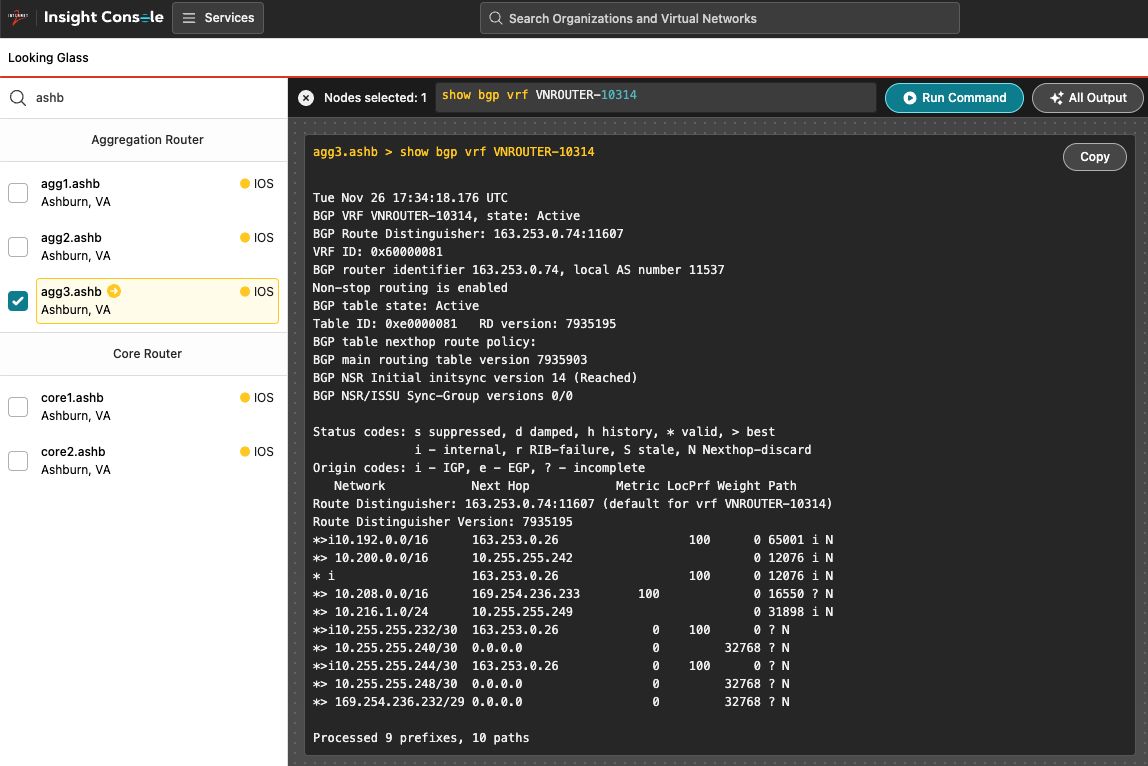 INTERNET
Insight Console
Services
Search Organizations and Virtual Networks
Looking Glass
ashb
Aggregation Router
agg1.ashb
IOS
Ashburn, VA
agg2.ashb
IOS
Ashburn, VA
agg3.ashb
IOS
Ashburn, VA
Core Router
core1.ashb
IOS
Ashburn, VA
core2.ashb
IOS
Ashburn, VA
Nodes selected: 1
show bgp vrf VNROUTER-10314
Run Command
All Output
agg3.ashb > show bgp vrf VNROUTER-10314
Copy
Tue Nov 26 17:34:18.176 UTC
BGP VRF VNROUTER-10314, state: Active
BGP Route Distinguisher: 163.253.0.74:11607
VRF ID: 0x60000081
BGP router identifier 163.253.0.74, local AS number 11537
Non-stop routing is enabled
BGP table state: Active
Table ID: 0xe0000081   RD version: 7935195
BGP table nexthop route policy:
BGP main routing table version 7935903
BGP NSR Initial initsync version 14 (Reached)
BGP NSR/ISSU Sync-Group versions 0/0
Status codes: s suppressed, d damped, h history, * valid, > best
              i - internal, r RIB-failure, S stale, N Nexthop-discard
Origin codes: i - IGP, e - EGP, ? - incomplete
   Network            Next Hop            Metric LocPrf Weight Path
Route Distinguisher: 163.253.0.74:11607 (default for vrf VNROUTER-10314)
Route Distinguisher Version: 7935195
*>i10.192.0.0/16      163.253.0.26                  100      0 65001 i N
*> 10.200.0.0/16      10.255.255.242                         0 12076 i N
* i                   163.253.0.26                  100      0 12076 i N
*> 10.208.0.0/16      169.254.236.233        100             0 16550 ? N
*> 10.216.1.0/24      10.255.255.249                         0 31898 i N
*>i10.255.255.232/30  163.253.0.26             0    100      0 ? N
*> 10.255.255.240/30  0.0.0.0                  0         32768 ? N
*>i10.255.255.244/30  163.253.0.26             0    100      0 ? N
*> 10.255.255.248/30  0.0.0.0                  0         32768 ? N
*> 169.254.236.232/29 0.0.0.0                  0         32768 ? N
Processed 9 prefixes, 10 paths